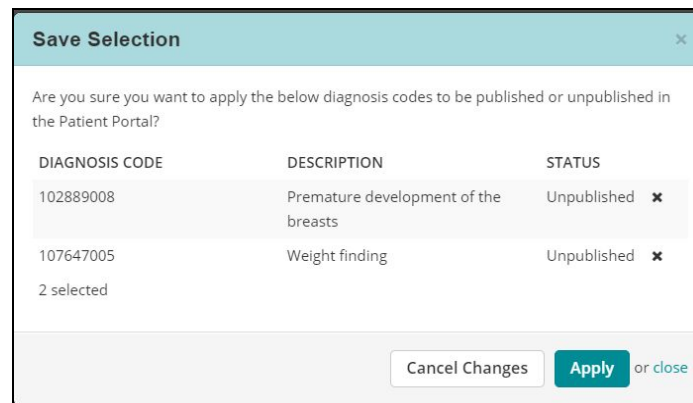 Save Selection ×
Are you sure you want to apply the below diagnosis codes to be published or unpublished in
the Patient Portal?
DIAGNOSIS CODE DESCRIPTION STATUS
102889008 Premature development of the breasts Unpublished ✖
107647005 Weight finding Unpublished ✖
2 selected
Cancel Changes Apply or close